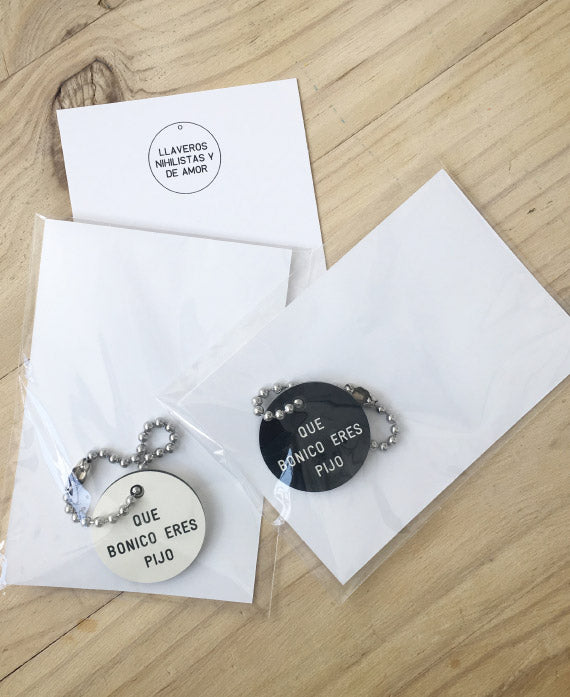 LLAVEROS
NIHILISTAS Y
DE AMOR
QUE
BONICO ERES
PIJO
QUE
BONICO ERES
PIJO